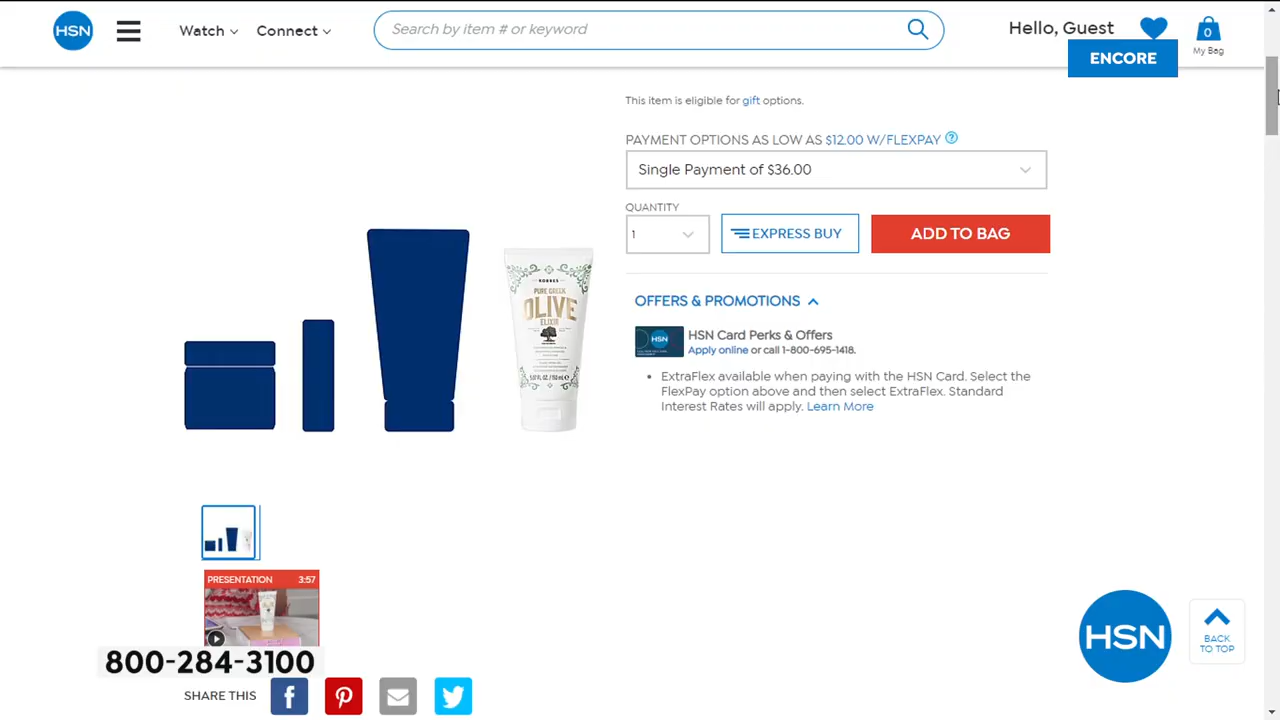 HSN
Watch
Connect
Search by item # or keyword
Hello, Guest
0
My Bag
ENCORE
This item is eligible for gift options.
PAYMENT OPTIONS AS LOW AS $12.00 W/FLEXPAY ?
Single Payment of $36.00
QUANTITY
1
EXPRESS BUY
ADD TO BAG
KORRES
PURE GREEK
OLIVE
ELIXIR
OFFERS & PROMOTIONS
HSN
HSN Card Perks & Offers
Apply online or call 1-800-695-1418.
• ExtraFlex available when paying with the HSN Card. Select the
FlexPay option above and then select ExtraFlex. Standard
Interest Rates will apply. Learn More
PRESENTATION 3:57
800-284-3100
SHARE THIS
HSN
BACK
TO TOP